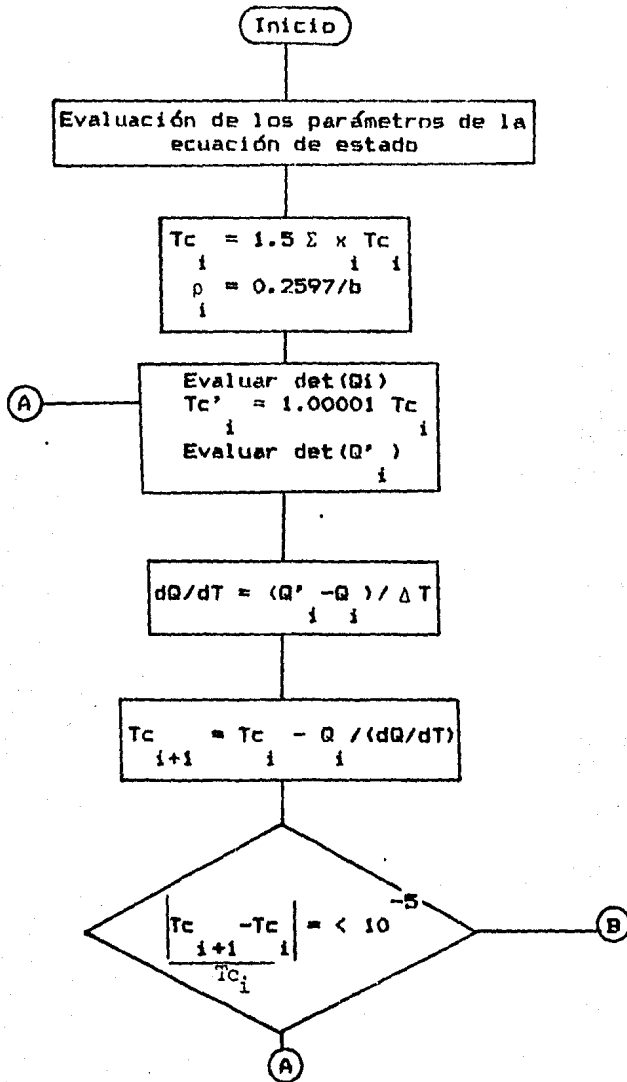 Inicio
Evaluación de los parámetros de la
ecuación de estado
Tc = 1.5 Σ x Tc
i i i
ρ = 0.2597/b
i
Evaluar det(Qi)
A
Tc' = 1.00001 Tc
i i
Evaluar det(Q' )
i
dQ/dT = (Q' -Q )/ Δ T
i i
Tc = Tc - Q /(dQ/dT)
i+1 i i
-5
|Tc -Tc | = < 10
i+1 i
Tci
B
A